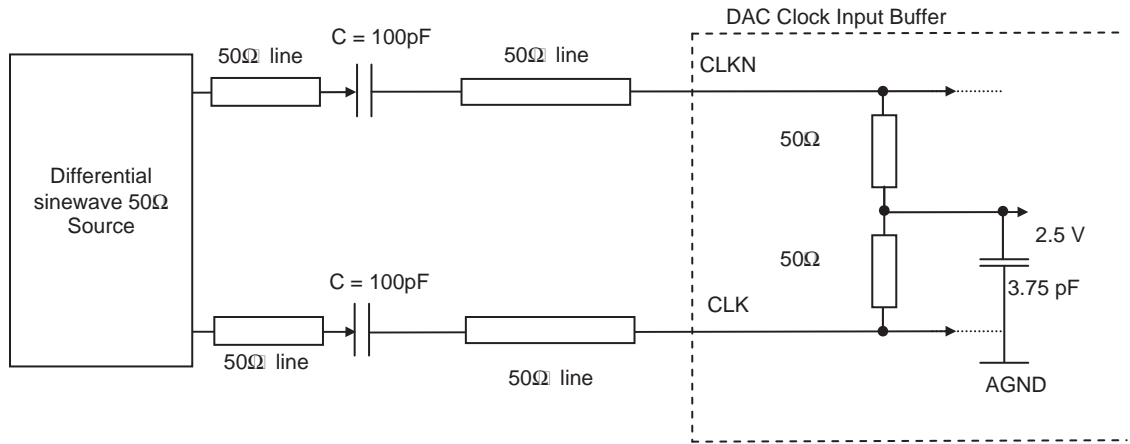 DAC Clock Input Buffer
C = 100pF
50Ω line
50Ω line
CLKN
50Ω
Differential
sinewave 50Ω
Source
2.5 V
50Ω
3.75 pF
C = 100pF
CLK
50Ω line
50Ω line
AGND